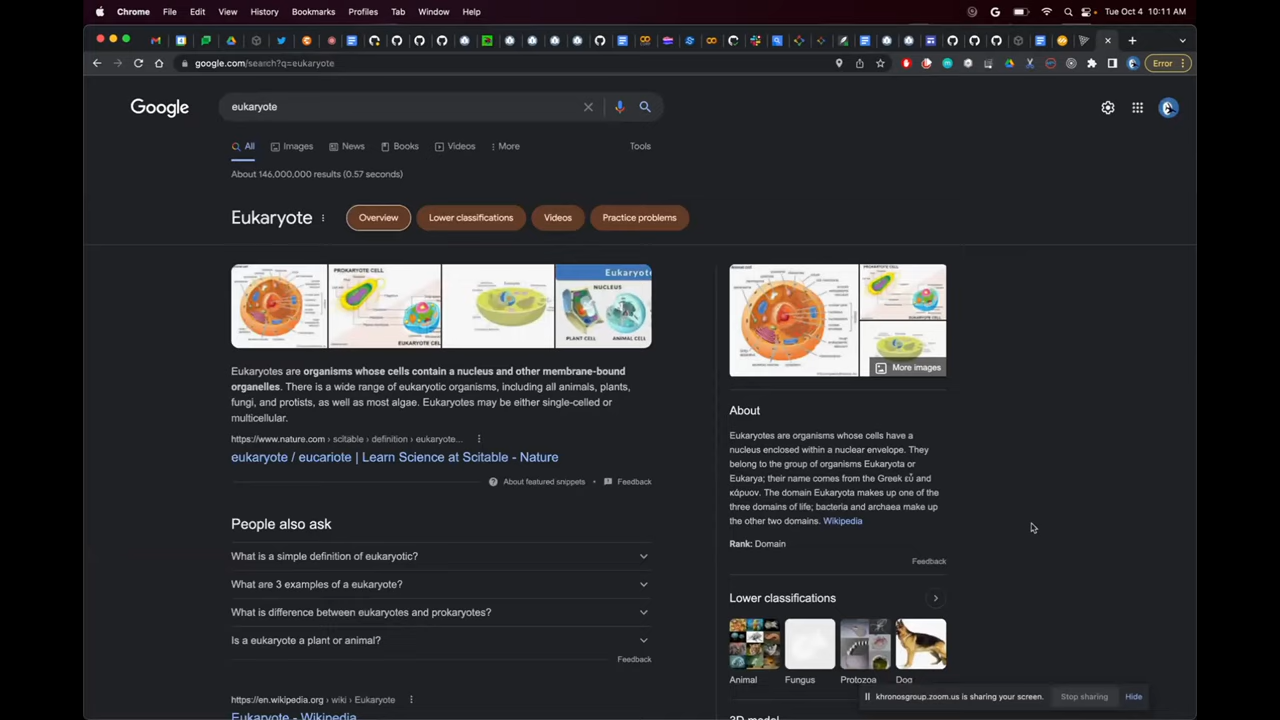 Chrome File Edit View History Bookmarks Profiles Tab Window Help Tue Oct 4 10:11 AM
google.com/search?q=eukaryote Error
Google eukaryote
All Images News Books Videos More Tools
About 146,000,000 results (0.57 seconds)
Eukaryote Overview Lower classifications Videos Practice problems
PROKARYOTE CELL
EUKARYOTE CELL
Eukaryote
NUCLEUS
PLANT CELL ANIMAL CELL
Eukaryotes are organisms whose cells contain a nucleus and other membrane-bound
organelles. There is a wide range of eukaryotic organisms, including all animals, plants,
fungi, and protists, as well as most algae. Eukaryotes may be either single-celled or
multicellular.
https://www.nature.com › scitable › definition › eukaryote...
eukaryote / eucariote | Learn Science at Scitable - Nature
About featured snippets • Feedback
People also ask
What is a simple definition of eukaryotic?
What are 3 examples of a eukaryote?
What is difference between eukaryotes and prokaryotes?
Is a eukaryote a plant or animal?
Feedback
https://en.wikipedia.org › wiki › Eukaryote
Eukaryote - Wikipedia
More images
About
Eukaryotes are organisms whose cells have a
nucleus enclosed within a nuclear envelope. They
belong to the group of organisms Eukaryota or
Eukarya; their name comes from the Greek εὖ and
κάρυον. The domain Eukaryota makes up one of the
three domains of life; bacteria and archaea make up
the other two domains. Wikipedia
Rank: Domain
Feedback
Lower classifications
Animal Fungus Protozoa Dog
3D model
khronosgroup.zoom.us is sharing your screen. Stop sharing Hide